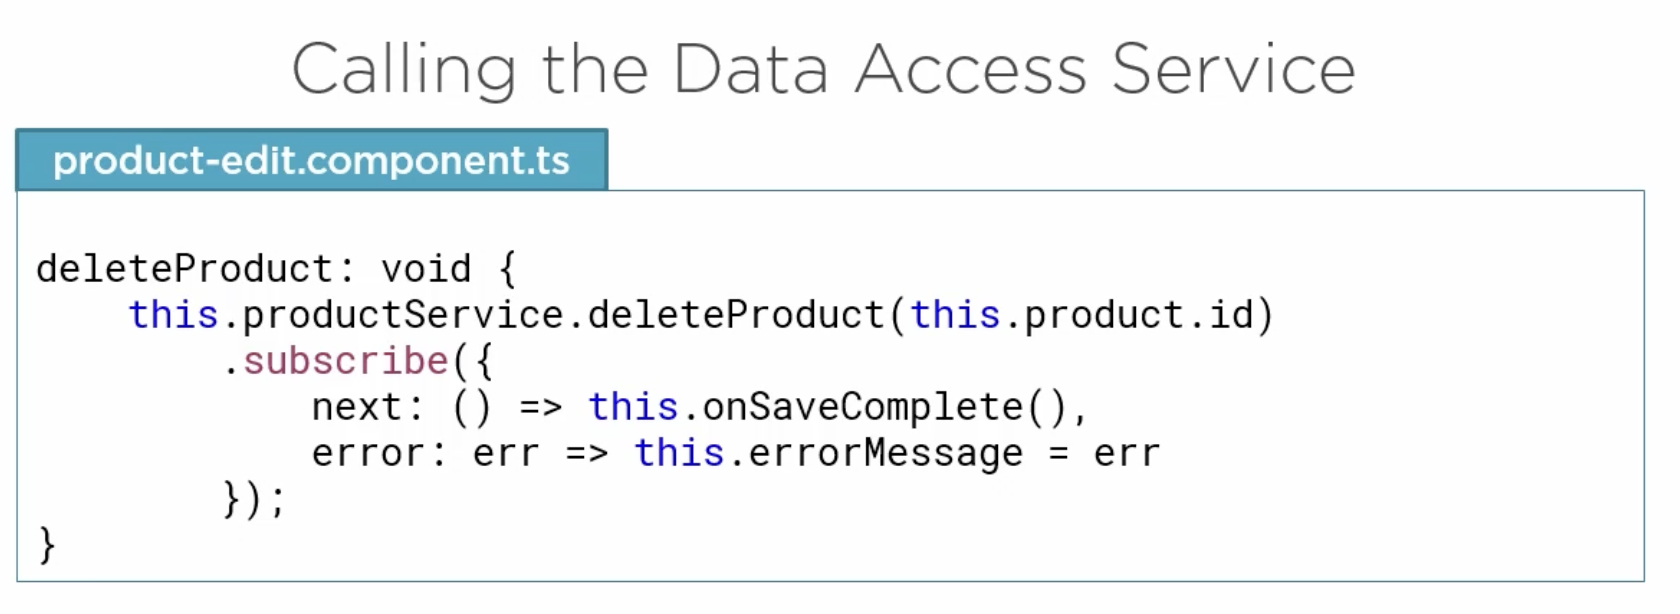 Calling the Data Access Service
product-edit.component.ts
deleteProduct: void {
    this.productService.deleteProduct(this.product.id)
        .subscribe({
            next: () => this.onSaveComplete(),
            error: err => this.errorMessage = err
        });
}